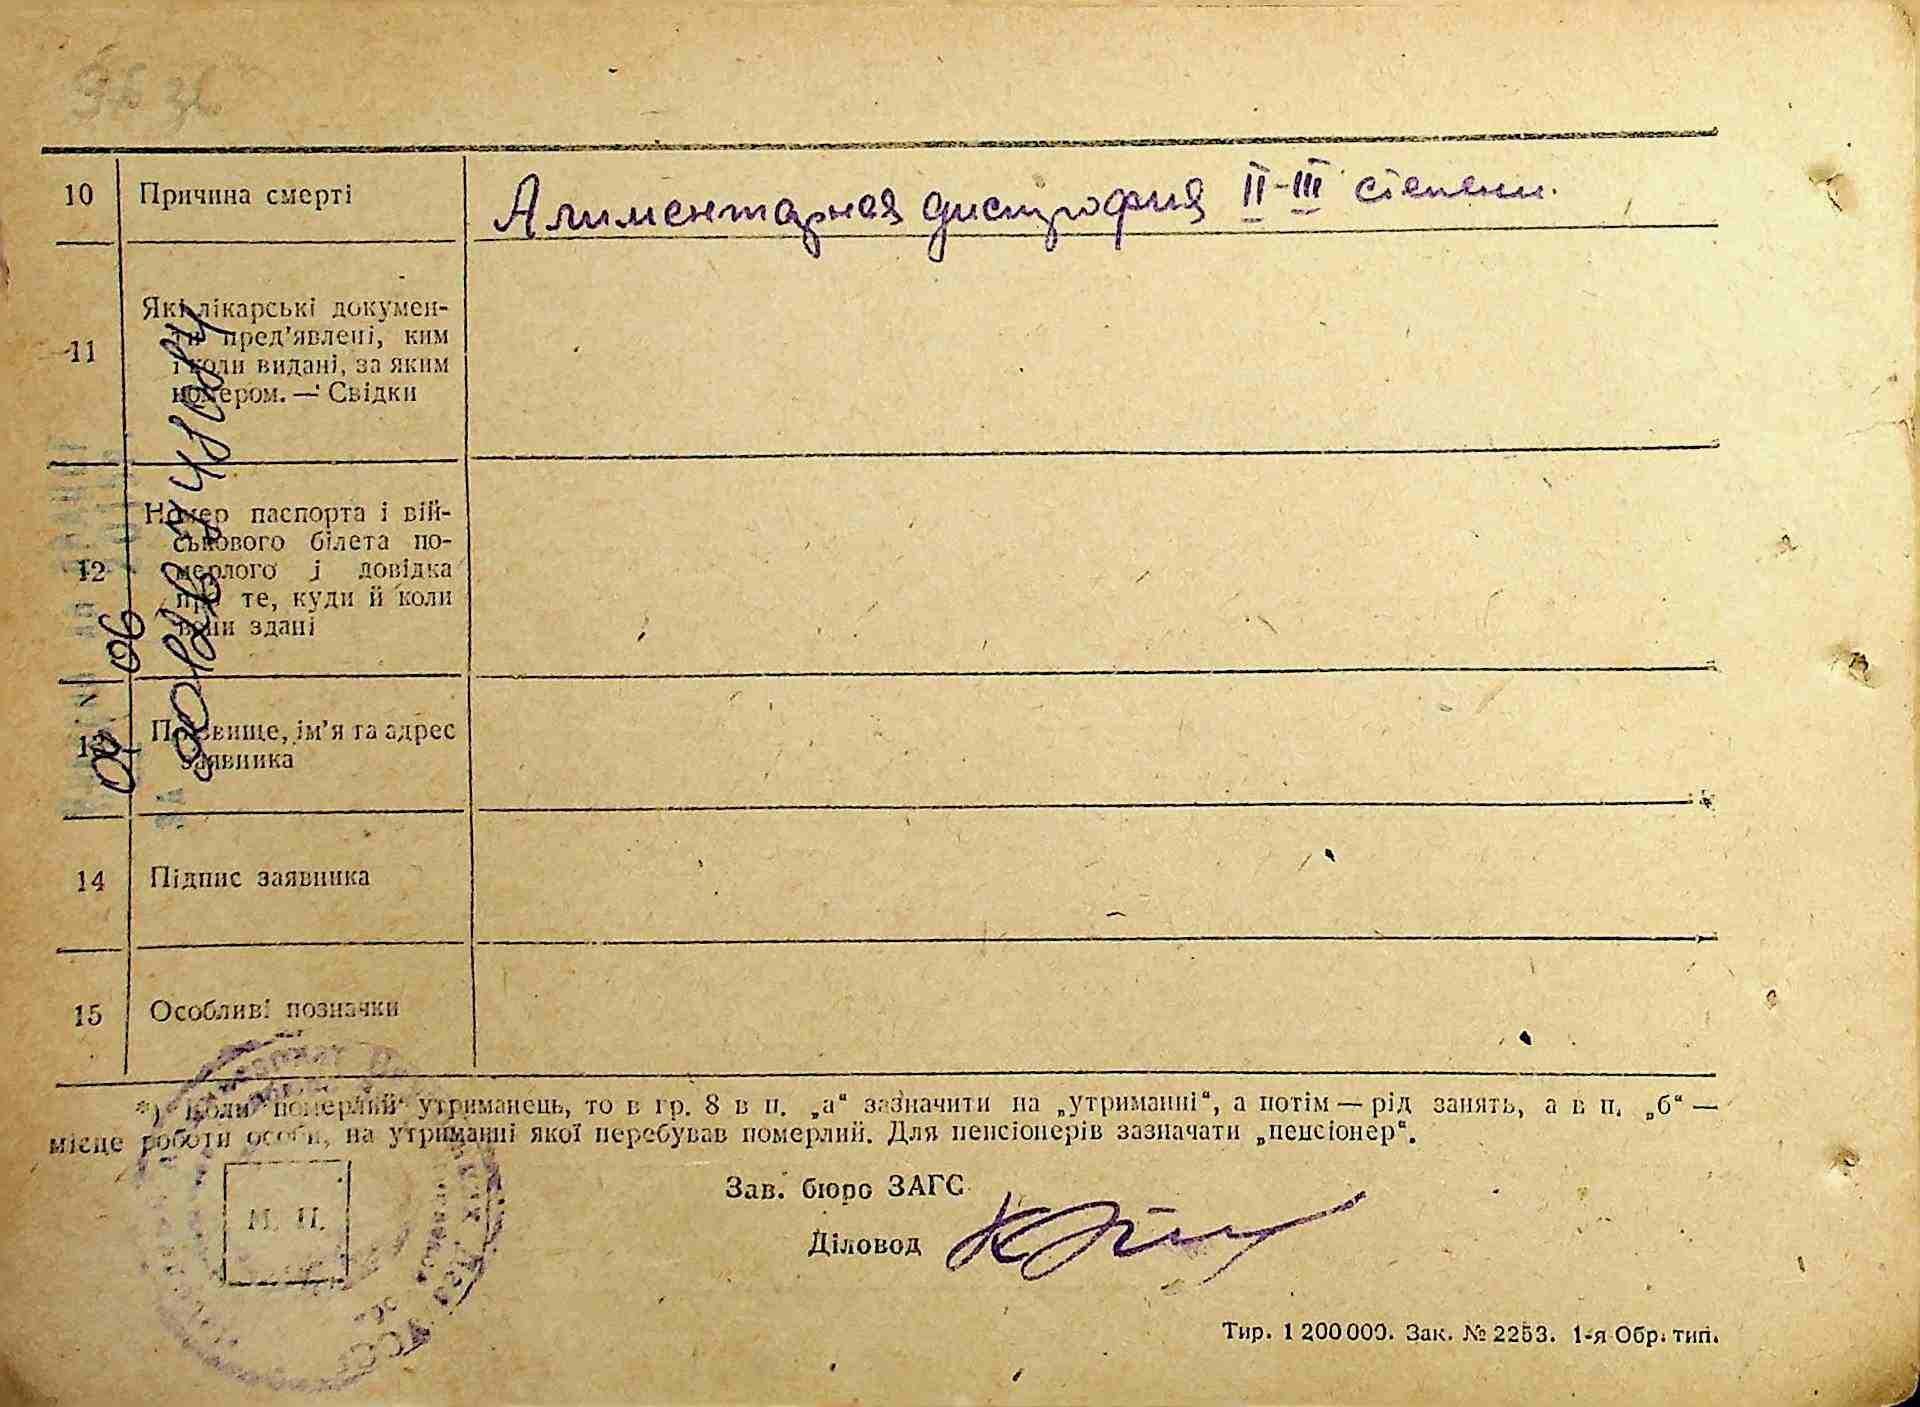 10 Причина смерті Алиментарная дистрофия II-III степени.
11 Які лікарські докумен-
ти пред’явлені, ким
і коли видані, за яким
номером. — Свідки
12 Номер паспорта і вій-
ськового білета по-
мерлого і довідка
про те, куди й коли
вони здані
13 Прізвище, ім’я та адрес
заявника
14 Підпис заявника
15 Особливі позначки
*) Коли померлий утриманець, то в гр. 8 в п. „а“ зазначити на „утриманні“, а потім — рід занять, а в п. „б“ —
місце роботи особи, на утриманні якої перебував померлий. Для пенсіонерів зазначати „пенсіонер“.
М. П.
Зав. бюро ЗАГС
Діловод
Тир. 1 200 000. Зак. № 2253. 1-я Обр. тип.